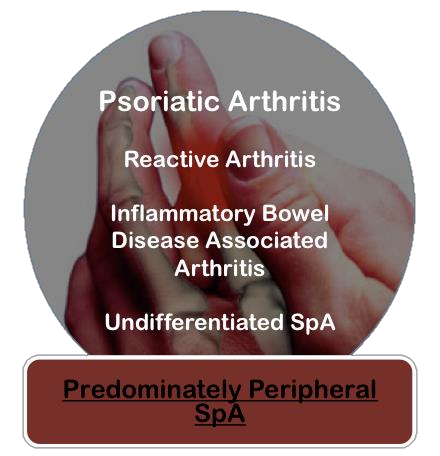 Psoriatic Arthritis
Reactive Arthritis
Inflammatory Bowel
Disease Associated
Arthritis
Undifferentiated SpA
Predominately Peripheral
SpA